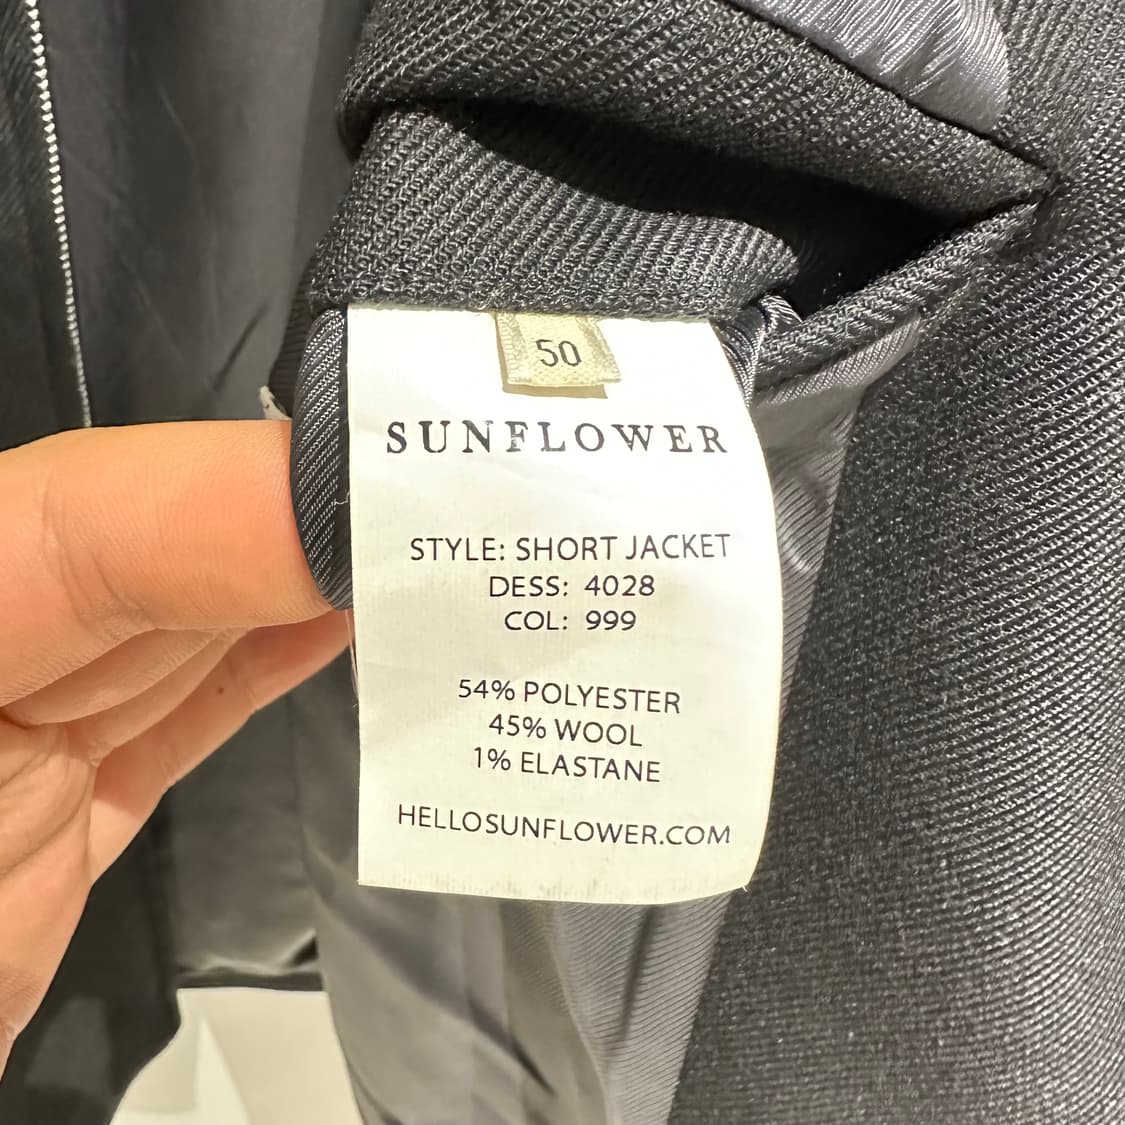 50
SUNFLOWER
STYLE: SHORT JACKET
DESS: 4028
COL: 999
54% POLYESTER
45% WOOL
1% ELASTANE
HELLOSUNFLOWER.COM